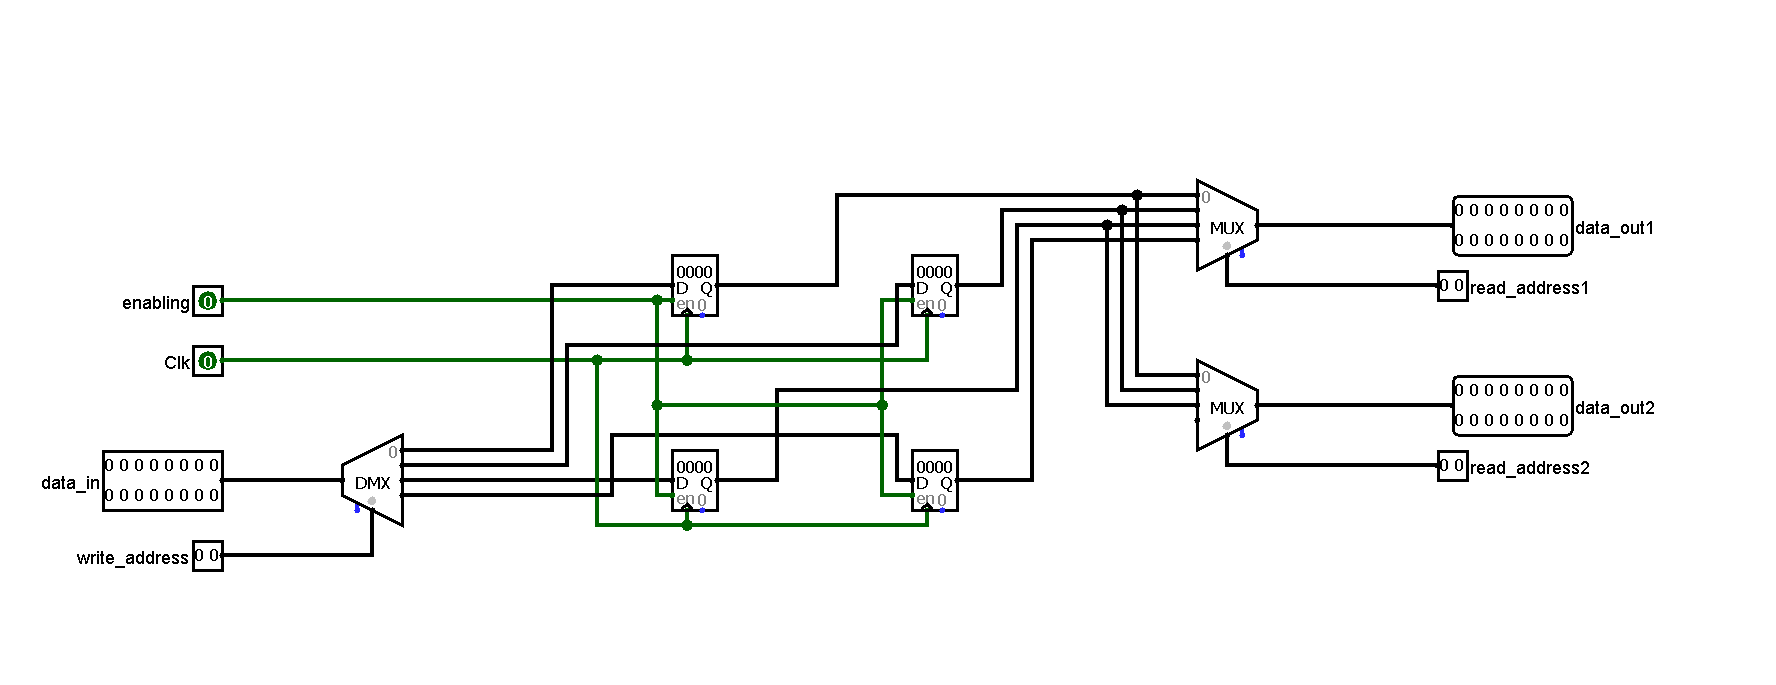 0
MUX
0 0 0 0 0 0 0 0
0 0 0 0 0 0 0 0
data_out1
0 0
read_address1
0000
D Q
en 0
0000
D Q
en 0
enabling
0
Clk
0
0
MUX
0 0 0 0 0 0 0 0
0 0 0 0 0 0 0 0
data_out2
0 0
read_address2
data_in
0 0 0 0 0 0 0 0
0 0 0 0 0 0 0 0
0
DMX
0000
D Q
en 0
0000
D Q
en 0
write_address
0 0